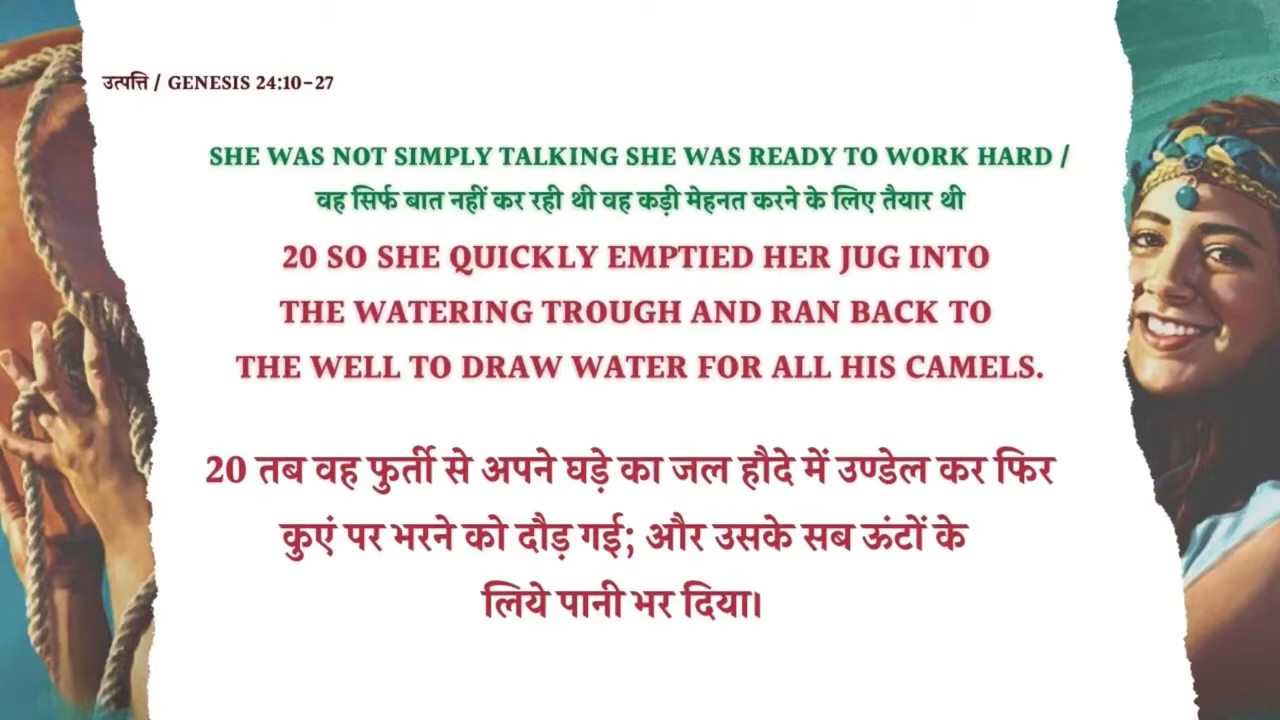 उत्पत्ति / GENESIS 24:10-27
SHE WAS NOT SIMPLY TALKING SHE WAS READY TO WORK HARD /
वह सिर्फ बात नहीं कर रही थी वह कड़ी मेहनत करने के लिए तैयार थी
20 SO SHE QUICKLY EMPTIED HER JUG INTO
THE WATERING TROUGH AND RAN BACK TO
THE WELL TO DRAW WATER FOR ALL HIS CAMELS.
20 तब वह फुर्ती से अपने घड़े का जल हौदे में उण्डेल कर फिर
कुएं पर भरने को दौड़ गई; और उसके सब ऊंटों के
लिये पानी भर दिया।